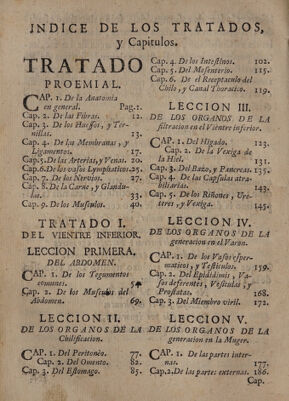 INDICE DE LOS TRATADOS,
y Capitulos.
TRATADO
PROEMIAL.
CAP. 1. De la Anatomia
en general. Pag.1.
Cap. 2. De las Fibras. 12.
Cap. 3. De los Huessos, y Ter-
nillas. 13.
Cap. 4. De las Membranas, y
Ligamentos. 17.
Cap.5. De las Arterias, y Venas. 20.
Cap.6. De los vasos Lymphaticos. 25.
Cap. 7. De los Nervios. 27.
Cap. 8. De la Carne, y Glandu-
las. 33.
Cap. 9. De los Musculos. 40.
TRATADO I.
DEL VIENTRE INFERIOR.
LECCION PRIMERA.
DEL ABDOMEN.
CAP. 1. De los Tegumentos
comunes. 54
Cap. 2. De los Musculos del
Abdomen. 69.
LECCION II.
DE LOS ORGANOS DE LA
Chilificacion.
CAP. 1. Del Peritonèo. 77.
Cap. 2. Del Omento. 82.
Cap. 3. Del Estomago. 85.
Cap. 4. De los Intestinos. 102.
Cap. 5. Del Mesenterio. 115.
Cap. 6. De el Receptaculo del
Chilo, y Canal Thoracico. 119.
LECCION III.
DE LOS ORGANOS DE LA
filtracion en el Vientre inferior.
CAP. 1. Del Higado. 123.
Cap. 2. De la Vexiga de
la Hiel. 131.
Cap. 3. Del Bazo, y Pancreas. 135.
Cap. 4. De las Capsulas atra-
biliarias. 143.
Cap. 5. De los Riñones, Ure-
teres, y Vexiga. 145.
LECCION IV.
DE LOS ORGANOS DE LA
generacion en el Varon.
CAP. 1. De los Vasos esper-
maticos, y Testiculos. 159.
Cap. 2. Del Epididimis, Va-
sos deferentes, Vesiculas, y
Prostatas. 168.
Cap. 3. Del Miembro viril. 172.
LECCION V.
DE LOS ORGANOS DE LA
generacion en la Muger.
CAP. 1. De las partes inter-
nas. 177.
Cap. 2. De las partes externas. 186.
Cap.